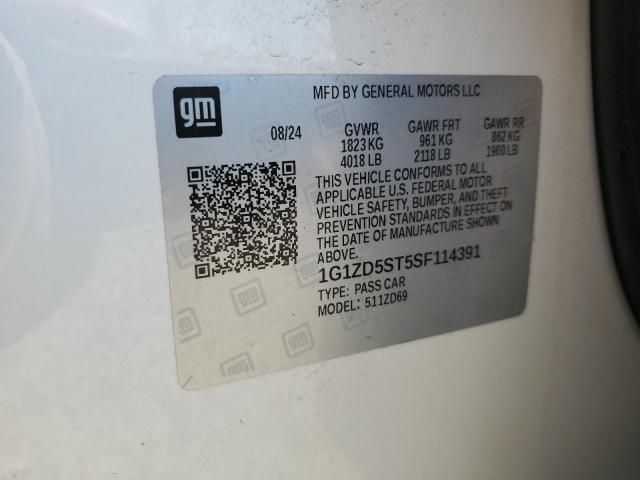 gm
MFD BY GENERAL MOTORS LLC
08/24 GVWR GAWR FRT GAWR RR
1823 KG 961 KG 862 KG
4018 LB 2118 LB 1900 LB
THIS VEHICLE CONFORMS TO ALL
APPLICABLE U.S. FEDERAL MOTOR
VEHICLE SAFETY, BUMPER, AND THEFT
PREVENTION STANDARDS IN EFFECT ON
THE DATE OF MANUFACTURE SHOWN
ABOVE.
1G1ZD5ST5SF114391
TYPE: PASS CAR
MODEL: 511ZD69